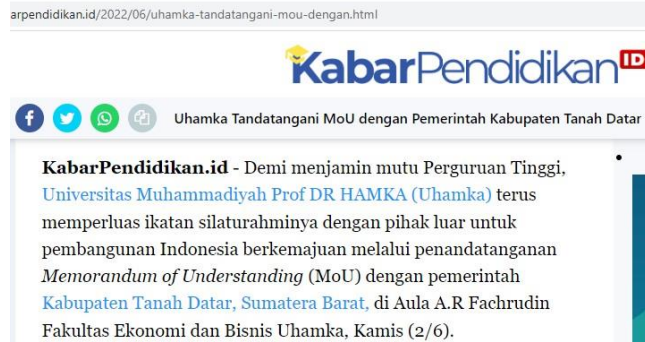 arpendidikan.id/2022/06/uhamka-tandatangani-mou-dengan.html
KabarPendidikan ID
Uhamka Tandatangani MoU dengan Pemerintah Kabupaten Tanah Datar
KabarPendidikan.id - Demi menjamin mutu Perguruan Tinggi,
Universitas Muhammadiyah Prof DR HAMKA (Uhamka) terus
memperluas ikatan silaturahminya dengan pihak luar untuk
pembangunan Indonesia berkemajuan melalui penandatanganan
Memorandum of Understanding (MoU) dengan pemerintah
Kabupaten Tanah Datar, Sumatera Barat, di Aula A.R Fachrudin
Fakultas Ekonomi dan Bisnis Uhamka, Kamis (2/6).